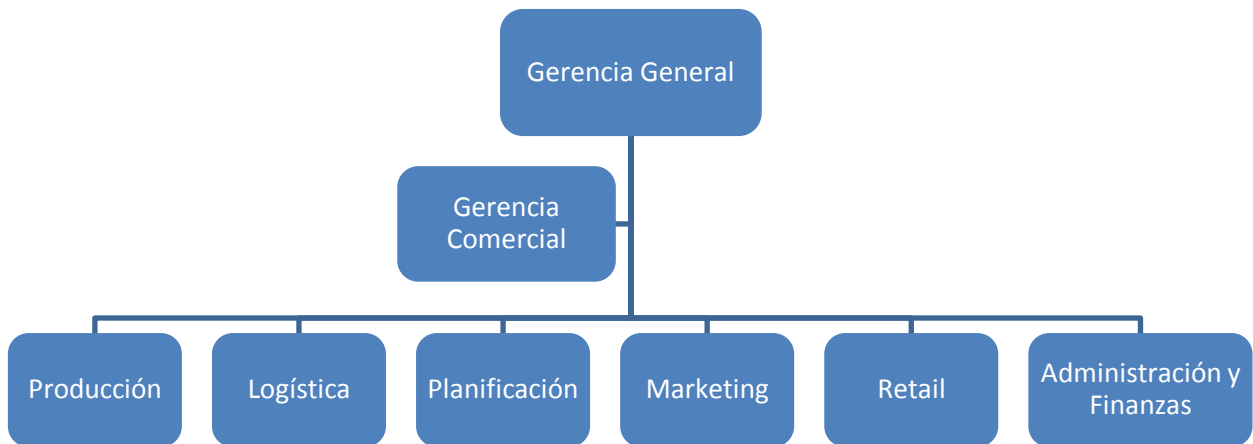 Gerencia General
Gerencia
Comercial
Producción
Logística
Planificación
Marketing
Retail
Administración y
Finanzas